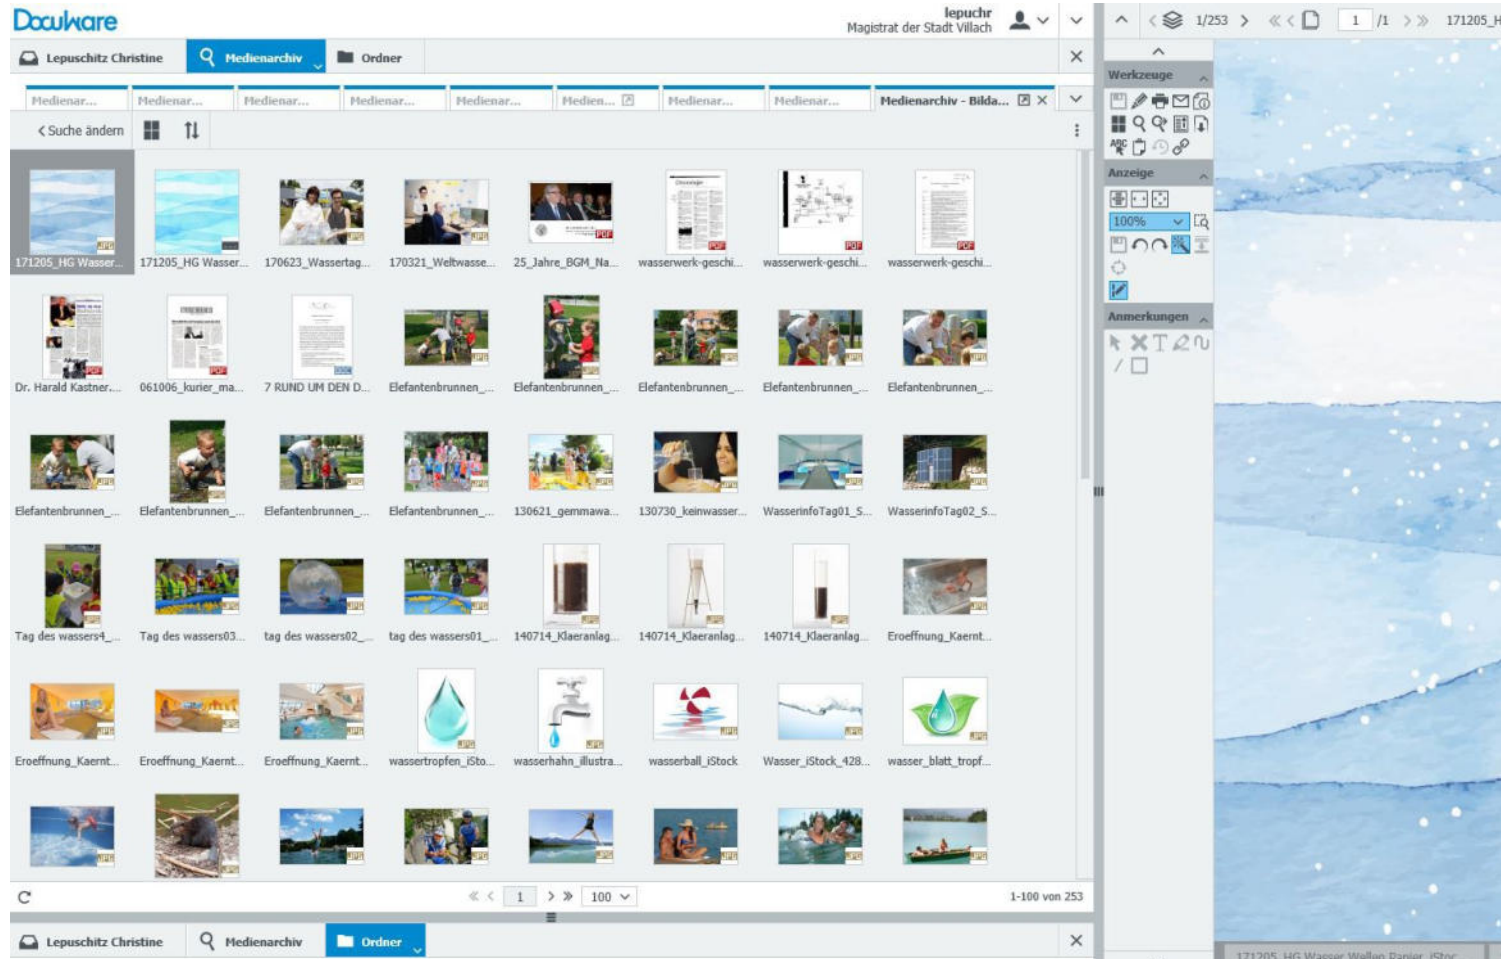 DocuWare
lepuchr
Magistrat der Stadt Villach
Lepuschitz Christine
Medienarchiv
Ordner
Medienar...
Medienar...
Medienar...
Medienar...
Medienar...
Medien...
Medienar...
Medienar...
Medienarchiv - Bilda...
Suche ändern
171205_HG Wasser...
171205_HG Wasser...
170623_Wassertag...
170321_Weltwasse...
25_Jahre_BGM_Na...
wasserwerk-geschi...
wasserwerk-geschi...
wasserwerk-geschi...
Dr. Harald Kastner....
061006_kurier_ma...
7 RUND UM DEN D...
Elefantenbrunnen_...
Elefantenbrunnen_...
Elefantenbrunnen_...
Elefantenbrunnen_...
Elefantenbrunnen_...
Elefantenbrunnen_...
Elefantenbrunnen_...
Elefantenbrunnen_...
Elefantenbrunnen_...
130621_gemmawa...
130730_keinwasser...
WasserinfoTag01_S...
WasserinfoTag02_S...
Tag des wassers4_...
Tag des wassers03...
tag des wassers02_...
tag des wassers01_...
140714_Klaeranlag...
140714_Klaeranlag...
140714_Klaeranlag...
Eroeffnung_Kaernt...
Eroeffnung_Kaernt...
Eroeffnung_Kaernt...
Eroeffnung_Kaernt...
wassertropfen_iSto...
wasserhahn_illustra...
wasserball_iStock
Wasser_iStock_428...
wasser_blatt_tropf...
1
100
1-100 von 253
Lepuschitz Christine
Medienarchiv
Ordner
1/253
1 /1
171205_H
Werkzeuge
ABC
Anzeige
100%
Anmerkungen
171205_HG Wasser Wellen Papier_iStoc...